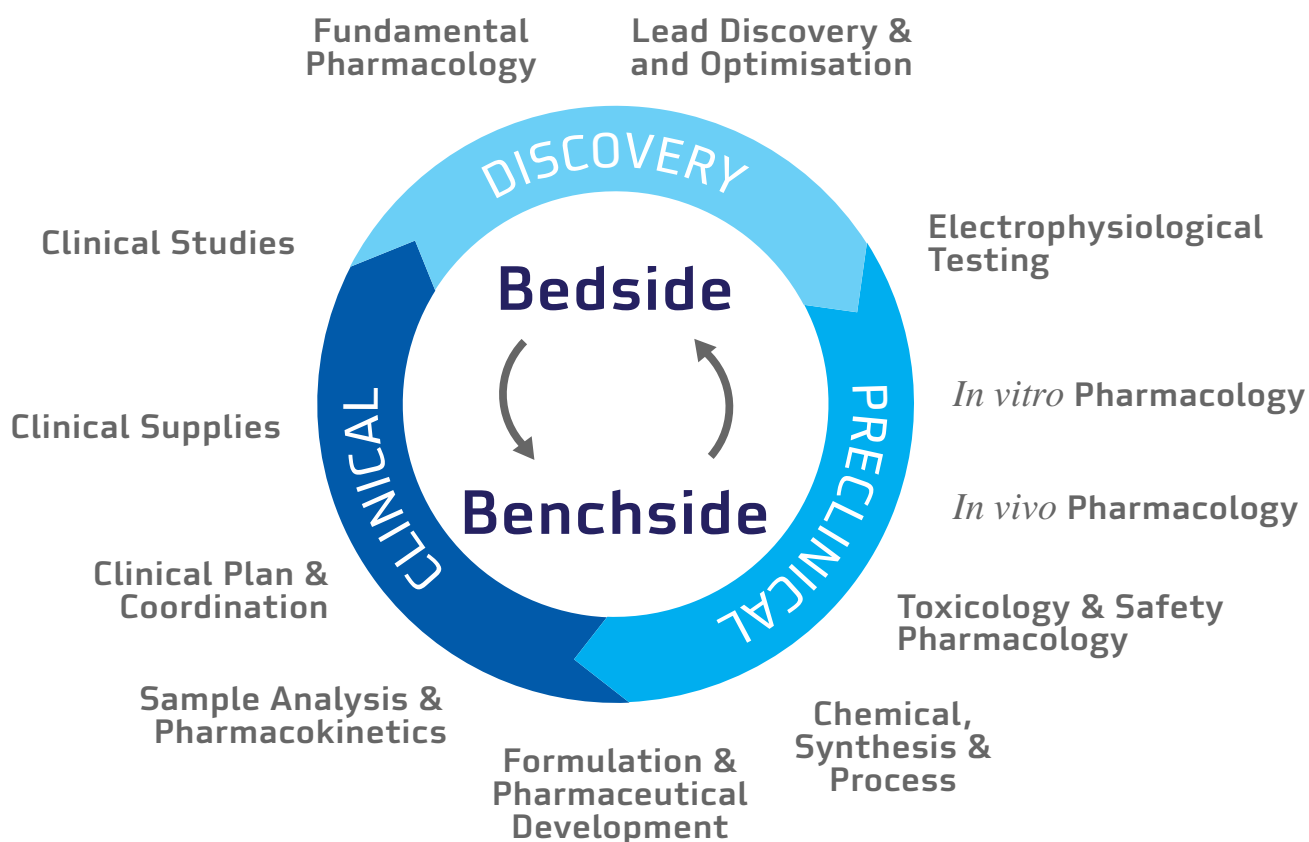 Fundamental
Pharmacology
Lead Discovery &
and Optimisation
DISCOVERY
Electrophysiological
Testing
In vitro Pharmacology
In vivo Pharmacology
PRECLINICAL
Toxicology & Safety
Pharmacology
Chemical,
Synthesis &
Process
Formulation &
Pharmaceutical
Development
Sample Analysis &
Pharmacokinetics
Clinical Plan &
Coordination
CLINICAL
Clinical Supplies
Clinical Studies
Bedside
Benchside